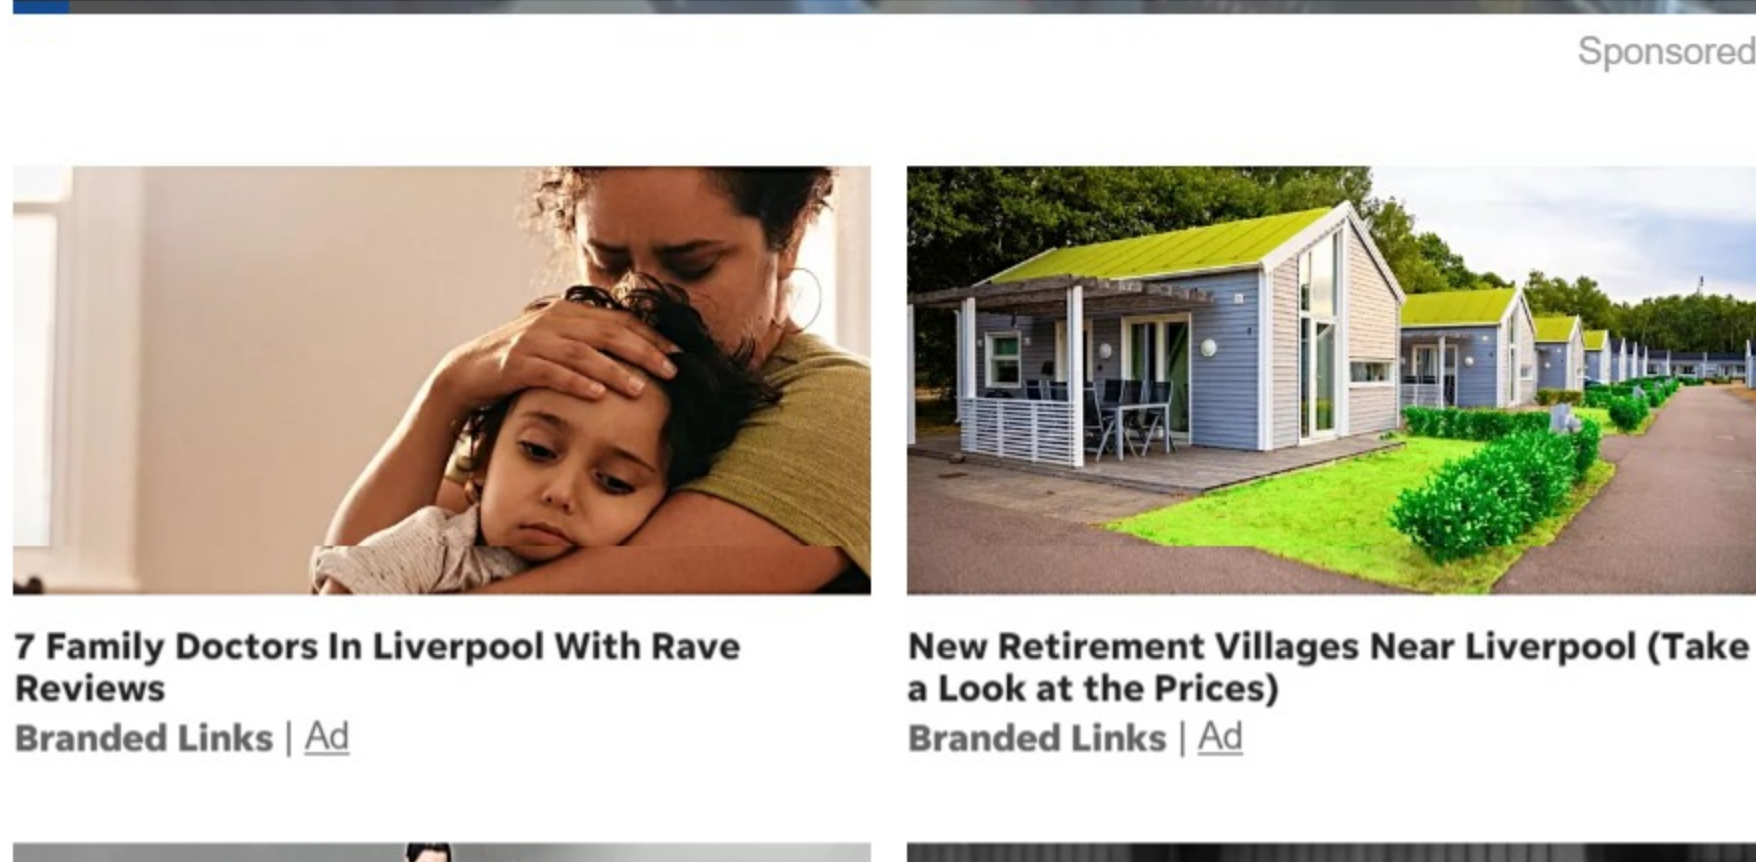 Sponsored
7 Family Doctors In Liverpool With Rave
Reviews
Branded Links | Ad
New Retirement Villages Near Liverpool (Take
a Look at the Prices)
Branded Links | Ad